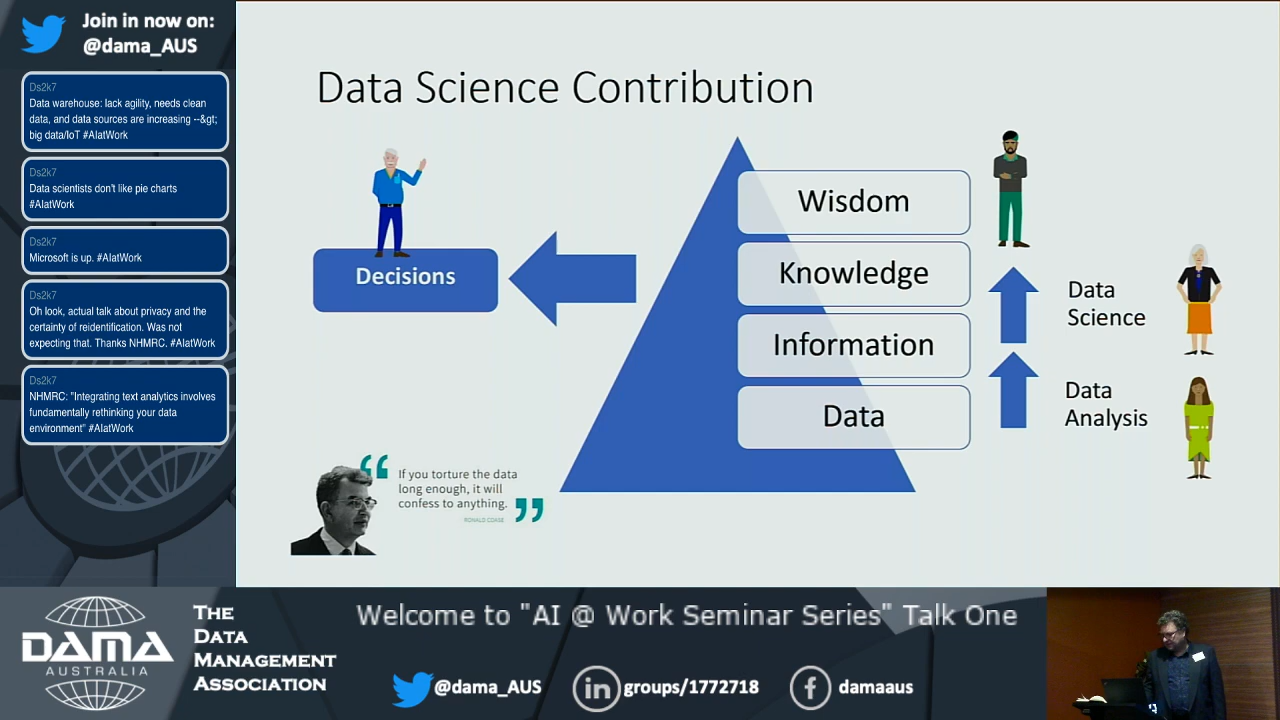 Join in now on:
@dama_AUS
Ds2k7
Data warehouse: lack agility, needs clean
data, and data sources are increasing --&gt;
big data/IoT #AIatWork
Ds2k7
Data scientists don't like pie charts
#AIatWork
Ds2k7
Microsoft is up. #AIatWork
Ds2k7
Oh look, actual talk about privacy and the
certainty of reidentification. Was not
expecting that. Thanks NHMRC. #AIatWork
Ds2k7
NHMRC: "Integrating text analytics involves
fundamentally rethinking your data
environment" #AIatWork
Data Science Contribution
Decisions
Wisdom
Knowledge
Information
Data
Data
Science
Data
Analysis
“ If you torture the data
long enough, it will
confess to anything. ”
RONALD COASE
DAMA
AUSTRALIA
THE
DATA
MANAGEMENT
ASSOCIATION
Welcome to "AI @ Work Seminar Series" Talk One
@dama_AUS
in groups/1772718
f damaaus